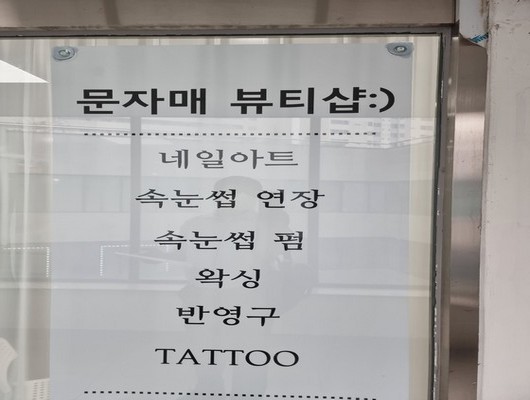 문자매 뷰티샵:)
네일아트
속눈썹 연장
속눈썹 펌
왁싱
반영구
TATTOO